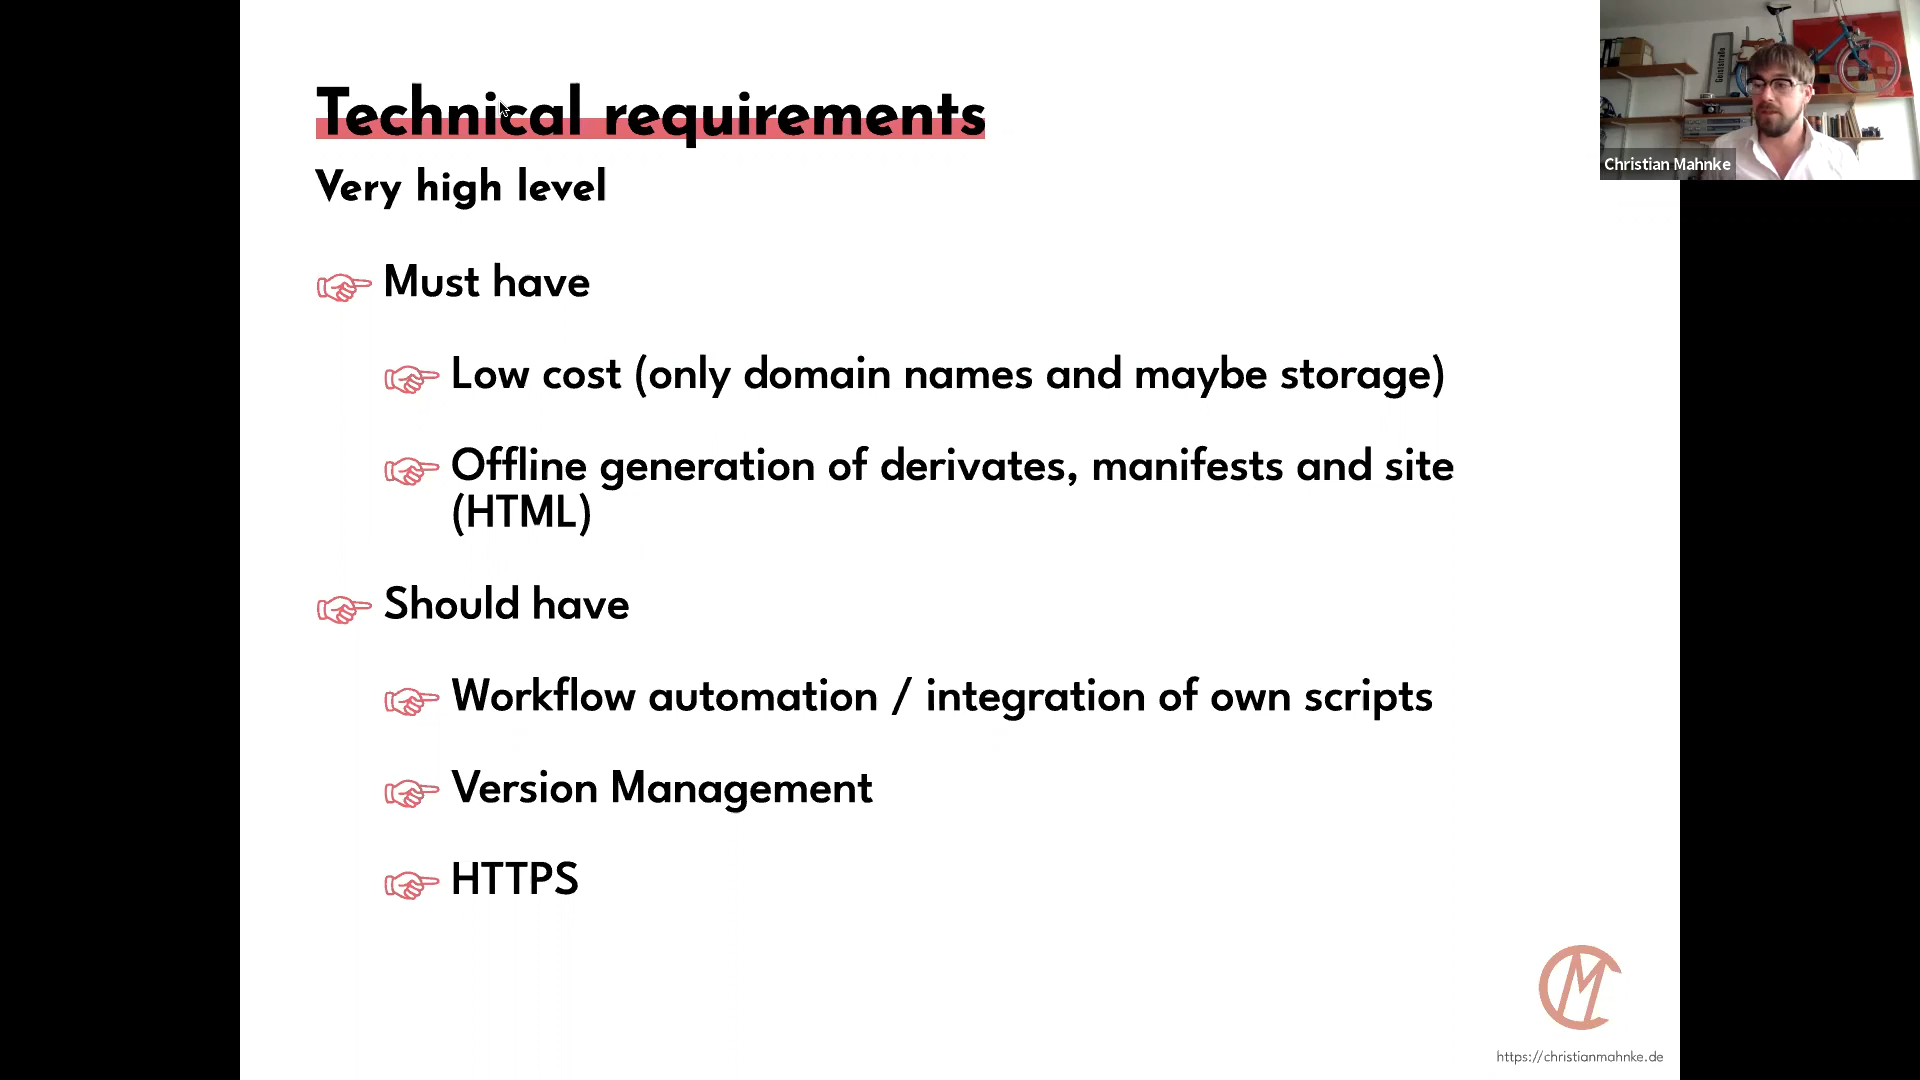 Technical requirements
Very high level
Must have
Low cost (only domain names and maybe storage)
Offline generation of derivates, manifests and site
(HTML)
Should have
Workflow automation / integration of own scripts
Version Management
HTTPS
CM
https://christianmahnke.de
Christian Mahnke